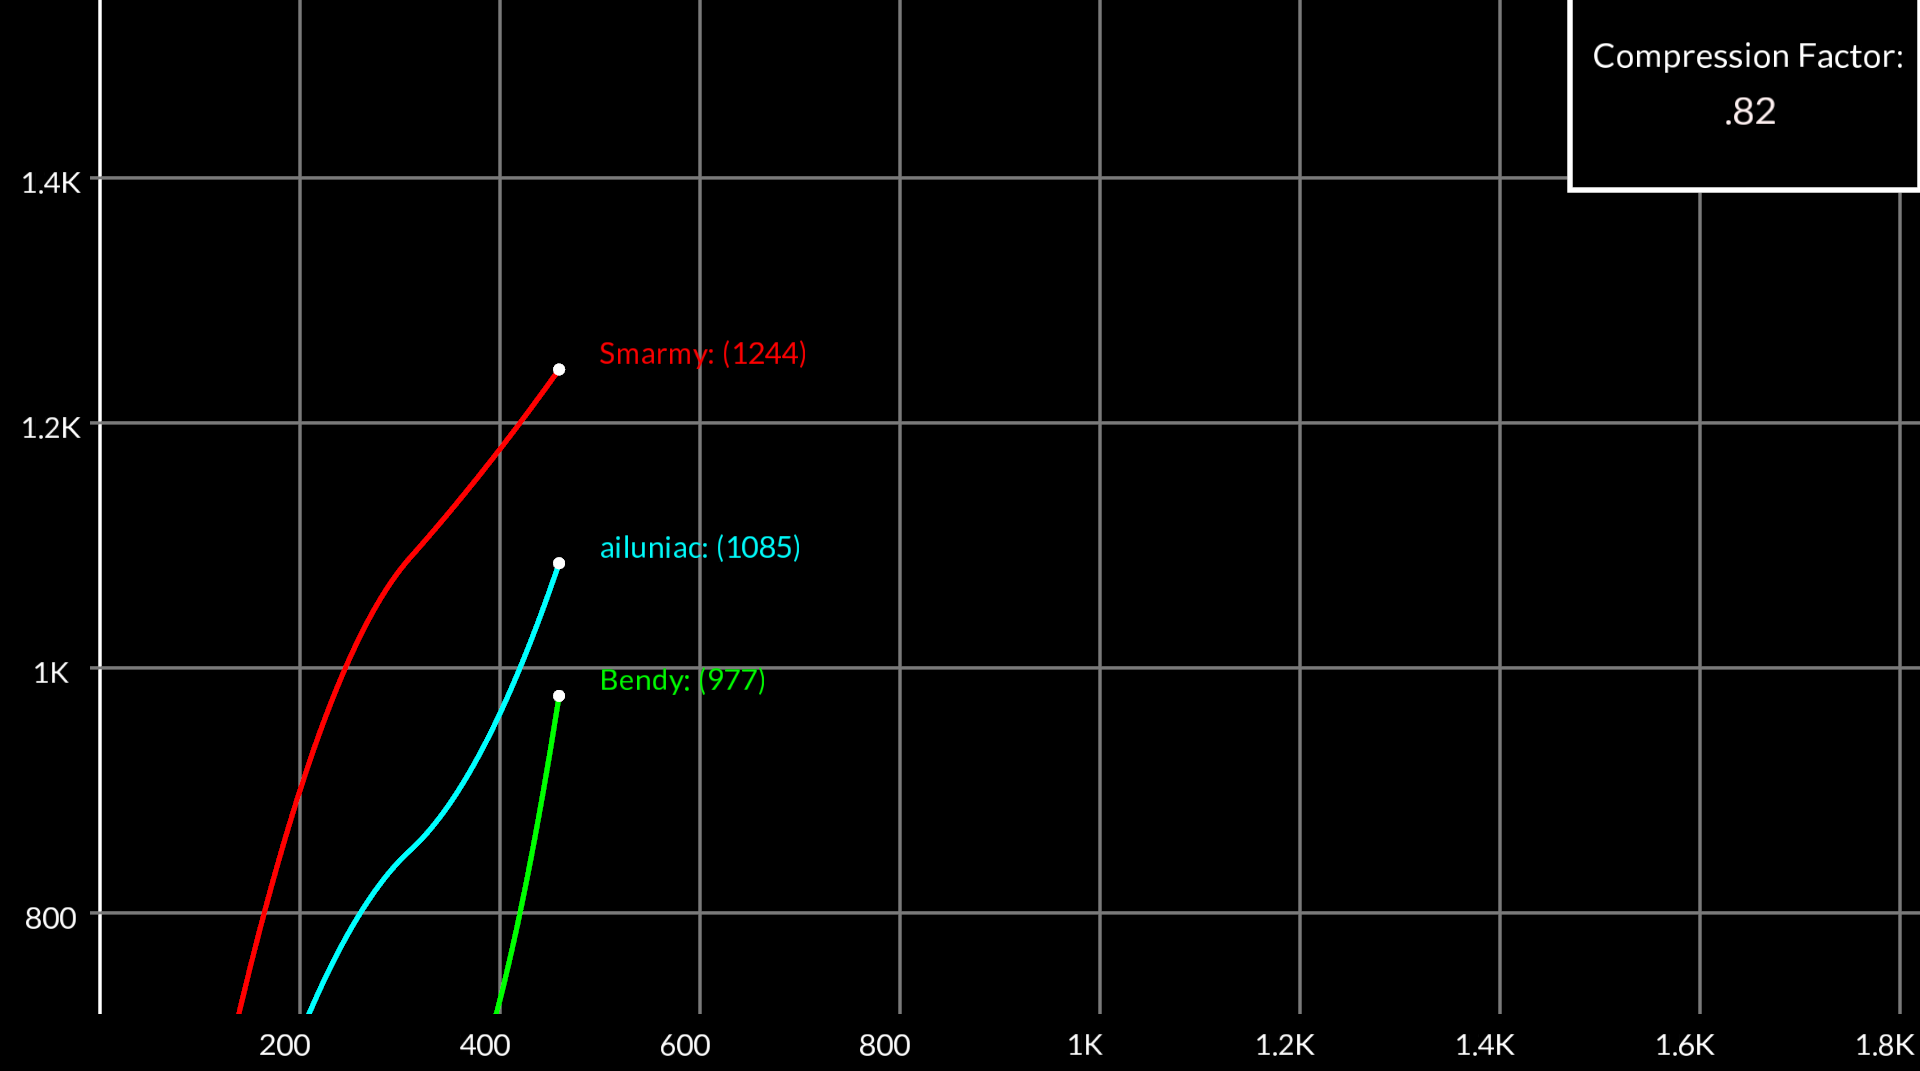 Compression Factor:
.82
1.4K
Smarmy: (1244)
1.2K
ailuniac: (1085)
1K
Bendy: (977)
800
200 400 600 800 1K 1.2K 1.4K 1.6K 1.8K